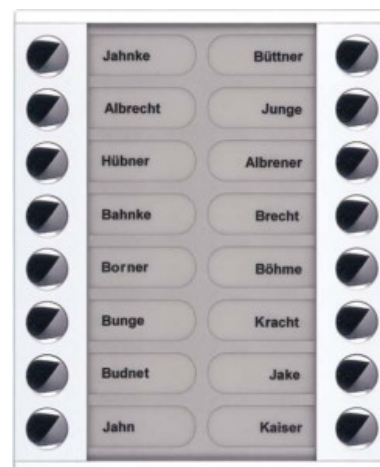 Jahnke Büttner
Albrecht Junge
Hübner Albrener
Bahnke Brecht
Borner Böhme
Bunge Kracht
Budnet Jake
Jahn Kaiser